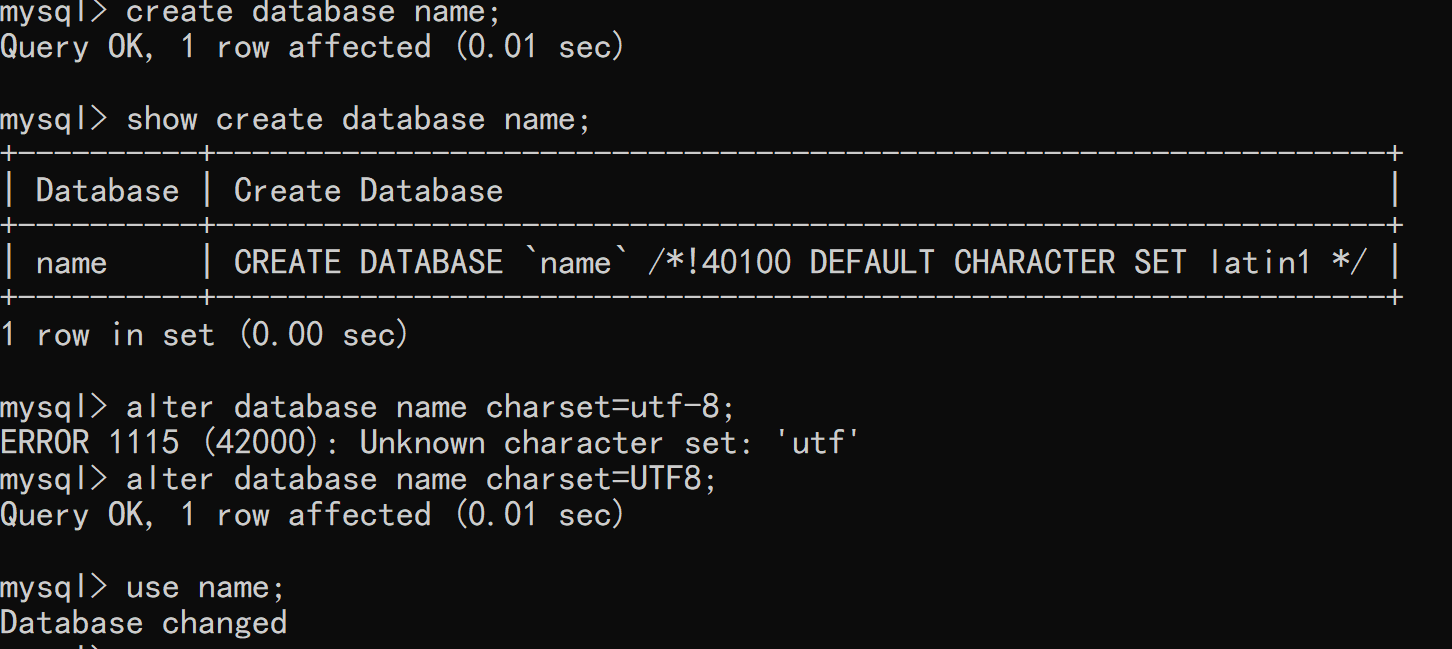 mysql> create database name;
Query OK, 1 row affected (0.01 sec)
mysql> show create database name;
+----------+-----------------------------------------------------------------+
| Database | Create Database                                                 |
+----------+-----------------------------------------------------------------+
| name     | CREATE DATABASE `name` /*!40100 DEFAULT CHARACTER SET latin1 */ |
+----------+-----------------------------------------------------------------+
1 row in set (0.00 sec)
mysql> alter database name charset=utf-8;
ERROR 1115 (42000): Unknown character set: 'utf'
mysql> alter database name charset=UTF8;
Query OK, 1 row affected (0.01 sec)
mysql> use name;
Database changed